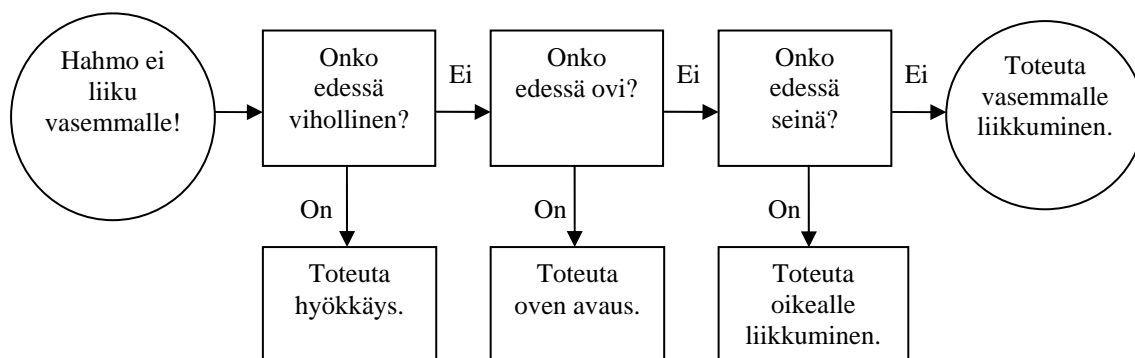 Hahmo ei
liiku
vasemmalle!
Onko
edessä
vihollinen?
Ei
Onko
edessä ovi?
Ei
Onko
edessä
seinä?
Ei
Toteuta
vasemmalle
liikkuminen.
On
On
On
Toteuta
hyökkäys.
Toteuta
oven avaus.
Toteuta
oikealle
liikkuminen.